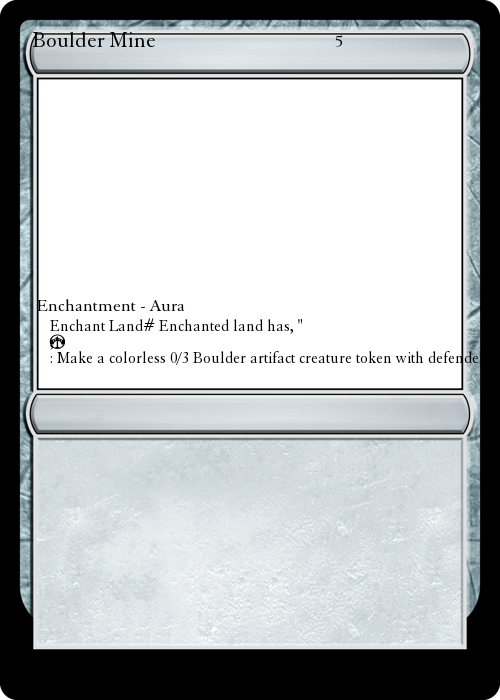 Boulder Mine 5
Enchantment - Aura
Enchant Land# Enchanted land has, "
: Make a colorless 0/3 Boulder artifact creature token with defende